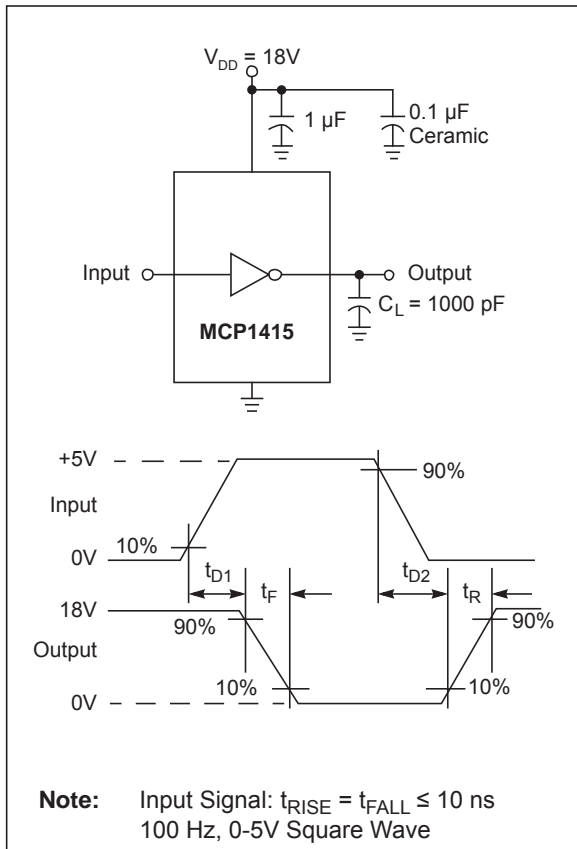 V_DD = 18V
1 µF
0.1 µF
Ceramic
Input
Output
C_L = 1000 pF
MCP1415
+5V
90%
Input
10%
0V
t_D1
t_F
t_D2
t_R
18V
90%
90%
Output
10%
10%
0V
Note: Input Signal: t_RISE = t_FALL ≤ 10 ns
100 Hz, 0-5V Square Wave